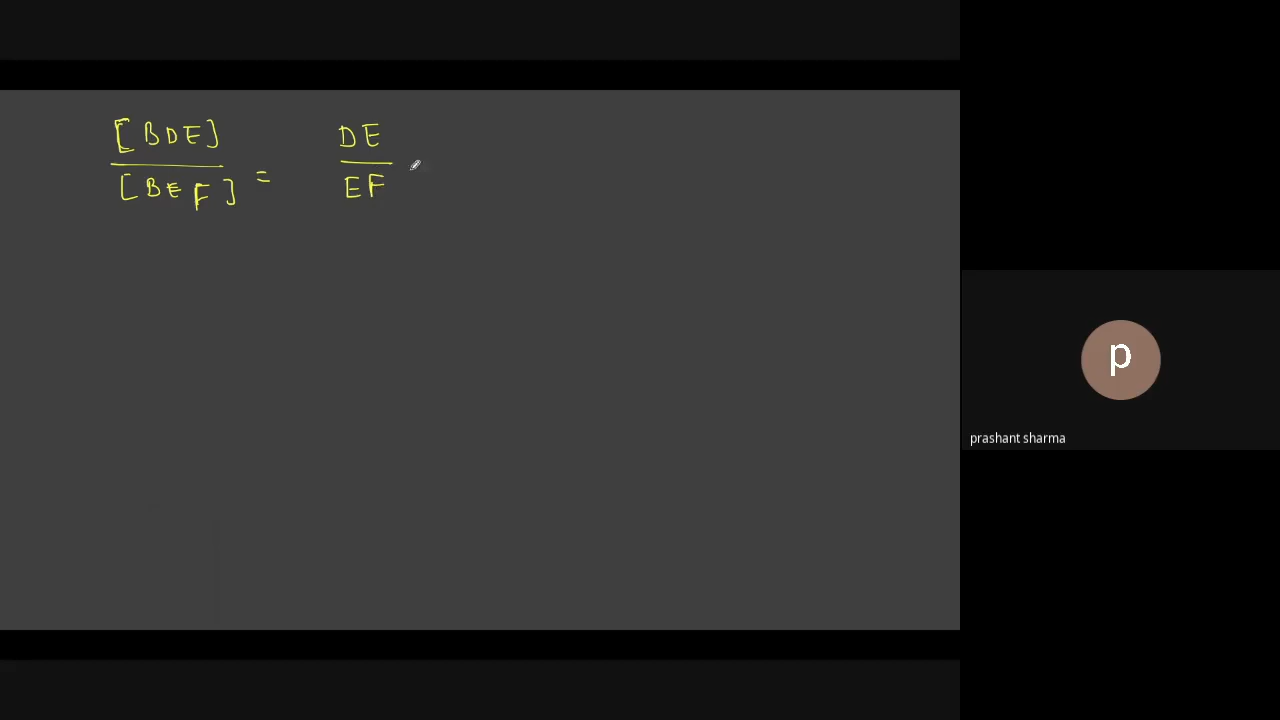 [BDE] / [BEF] = DE / EF
p
prashant sharma